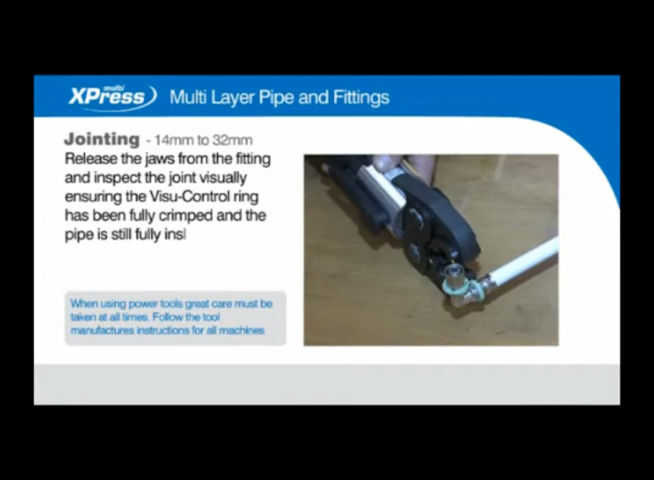 multi
XPress
Multi Layer Pipe and Fittings
Jointing - 14mm to 32mm
Release the jaws from the fitting
and inspect the joint visually
ensuring the Visu-Control ring
has been fully crimped and the
pipe is still fully ins
When using power tools great care must be
taken at all times. Follow the tool
manufactures instructions for all machines